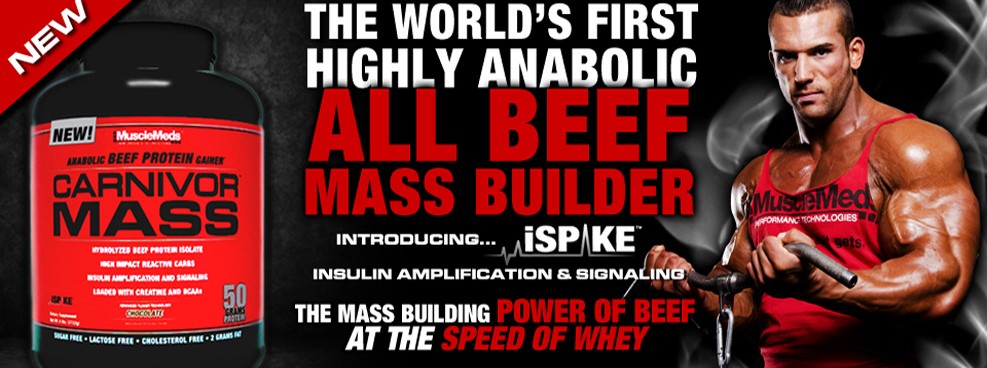 NEW
THE WORLD'S FIRST
HIGHLY ANABOLIC
ALL BEEF
MASS BUILDER
INTRODUCING... iSPIKE™
INSULIN AMPLIFICATION & SIGNALING
THE MASS BUILDING POWER OF BEEF
AT THE SPEED OF WHEY
NEW!
MuscleMeds
ANABOLIC BEEF PROTEIN GAINER
CARNIVOR
MASS
HYDROLYZED BEEF PROTEIN ISOLATE
HIGH IMPACT REACTIVE CARBS
INSULIN AMPLIFICATION AND SIGNALING
LOADED WITH CREATINE AND BCAAs
iSPIKE
CHOCOLATE
50
GRAMS
PROTEIN
SUGAR FREE • LACTOSE FREE • CHOLESTEROL FREE • 2 GRAMS FAT
MuscleMeds
PERFORMANCE TECHNOLOGIES